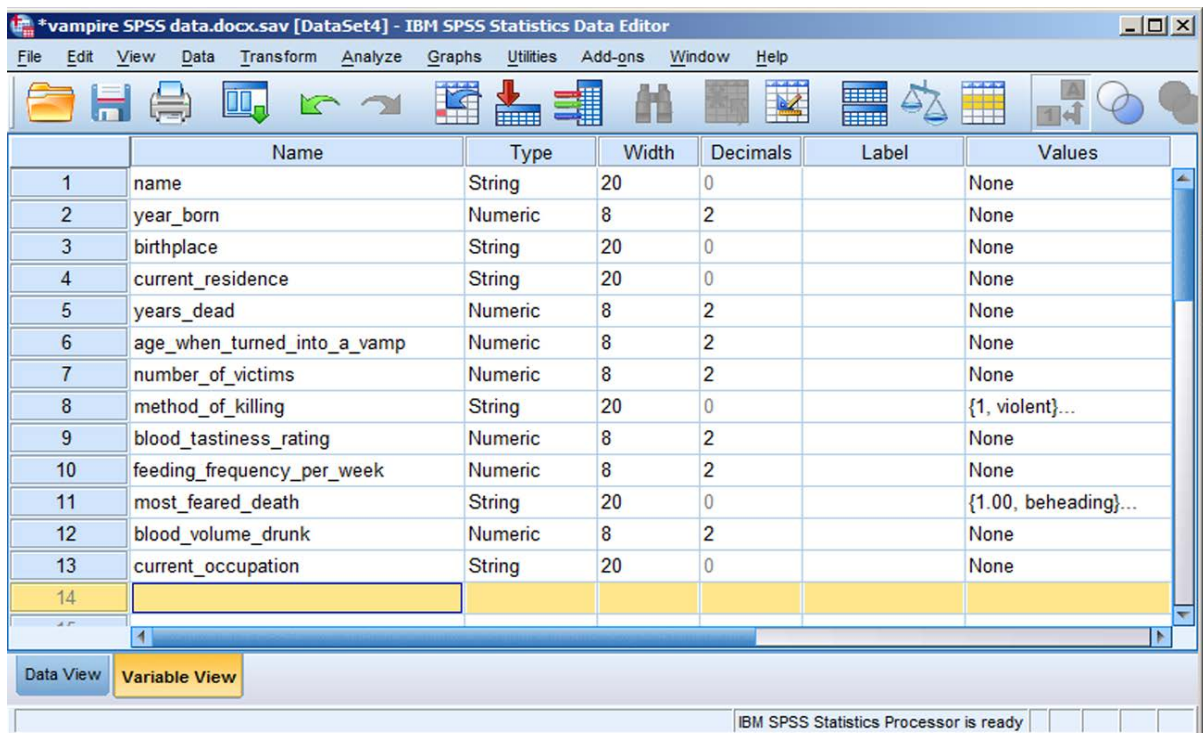 *vampire SPSS data.docx.sav [DataSet4] - IBM SPSS Statistics Data Editor
File Edit View Data Transform Analyze Graphs Utilities Add-ons Window Help
Name Type Width Decimals Label Values
1 name String 20 0 None
2 year_born Numeric 8 2 None
3 birthplace String 20 0 None
4 current_residence String 20 0 None
5 years_dead Numeric 8 2 None
6 age_when_turned_into_a_vamp Numeric 8 2 None
7 number_of_victims Numeric 8 2 None
8 method_of_killing String 20 0 {1, violent}...
9 blood_tastiness_rating Numeric 8 2 None
10 feeding_frequency_per_week Numeric 8 2 None
11 most_feared_death String 20 0 {1.00, beheading}...
12 blood_volume_drunk Numeric 8 2 None
13 current_occupation String 20 0 None
14
Data View Variable View
IBM SPSS Statistics Processor is ready